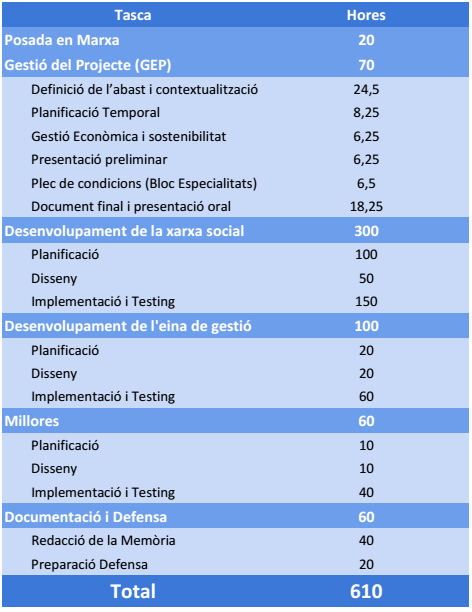 Tasca Hores
Posada en Marxa 20
Gestió del Projecte (GEP) 70
Definició de l'abast i contextualització 24,5
Planificació Temporal 8,25
Gestió Econòmica i sostenibilitat 6,25
Presentació preliminar 6,25
Plec de condicions (Bloc Especialitats) 6,5
Document final i presentació oral 18,25
Desenvolupament de la xarxa social 300
Planificació 100
Disseny 50
Implementació i Testing 150
Desenvolupament de l'eina de gestió 100
Planificació 20
Disseny 20
Implementació i Testing 60
Millores 60
Planificació 10
Disseny 10
Implementació i Testing 40
Documentació i Defensa 60
Redacció de la Memòria 40
Preparació Defensa 20
Total 610